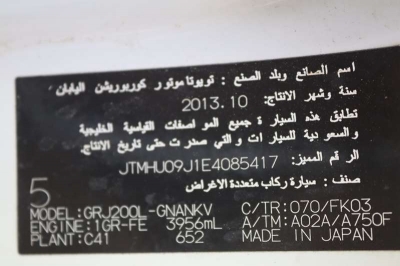 اسم الصانع وبلد الصنع : تويوتا موتور كوربوريشن اليابان
سنة وشهر الانتاج: 2013.10
تطابق هذه السيارة جميع المواصفات القياسية الخليجية
والسعودية للسيارات والتي صدرت حتى تاريخ الانتاج.
الرقم المميز: JTMHU09J1E4085417
صنف: سيارة ركاب متعددة الاغراض
5
MODEL:GRJ200L-GNANKV C/TR:070/FK03
ENGINE:1GR-FE 3956mL A/TM:A02A/A750F
PLANT:C41 652 MADE IN JAPAN